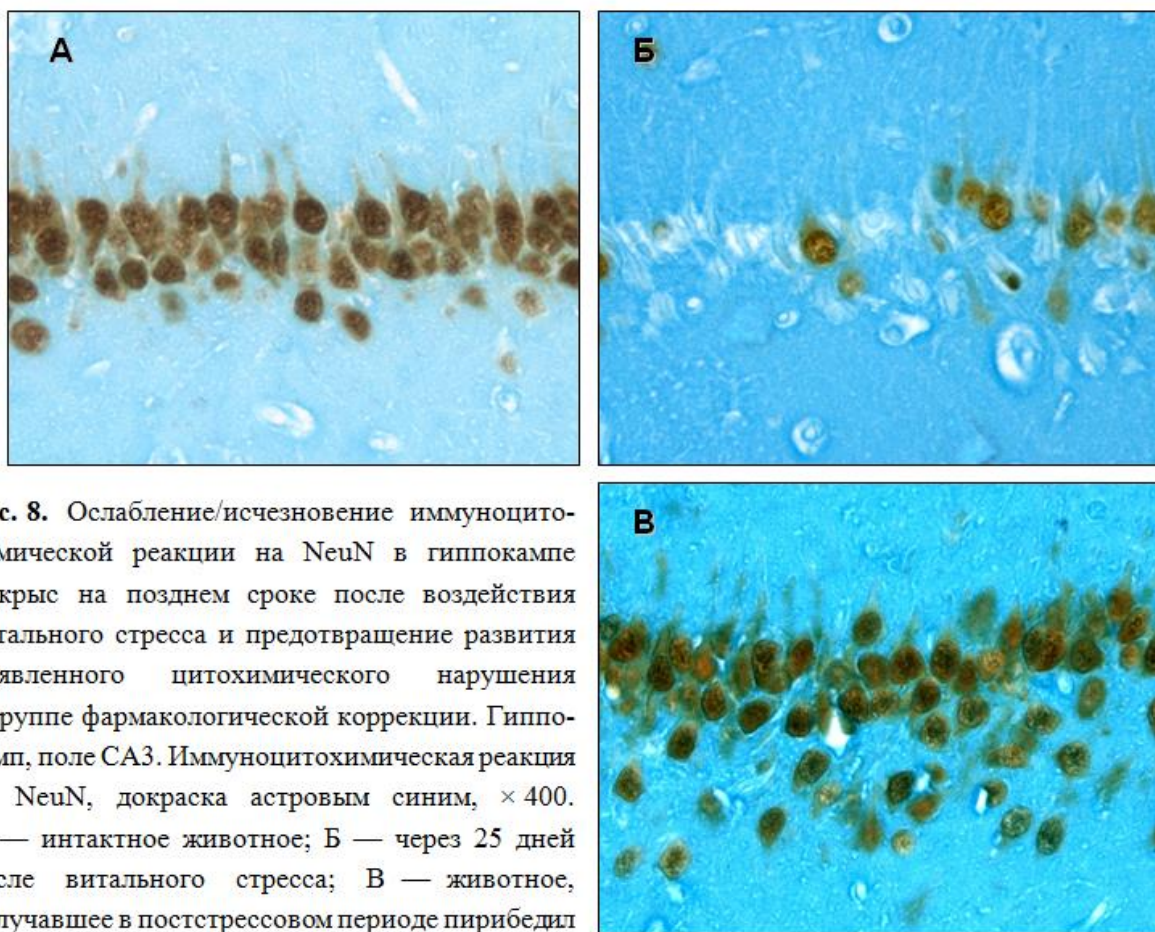 А
Б
В
с. 8. Ослабление/исчезновение иммуноцито-
мической реакции на NeuN в гиппокампе
крыс на позднем сроке после воздействия
тального стресса и предотвращение развития
явленного цитохимического нарушения
руппе фармакологической коррекции. Гиппо-
мп, поле СА3. Иммуноцитохимическая реакция
NeuN, докраска астровым синим, × 400.
— интактное животное; Б — через 25 дней
сле витального стресса; В — животное,
лучавшее в постстрессовом периоде пирибедил